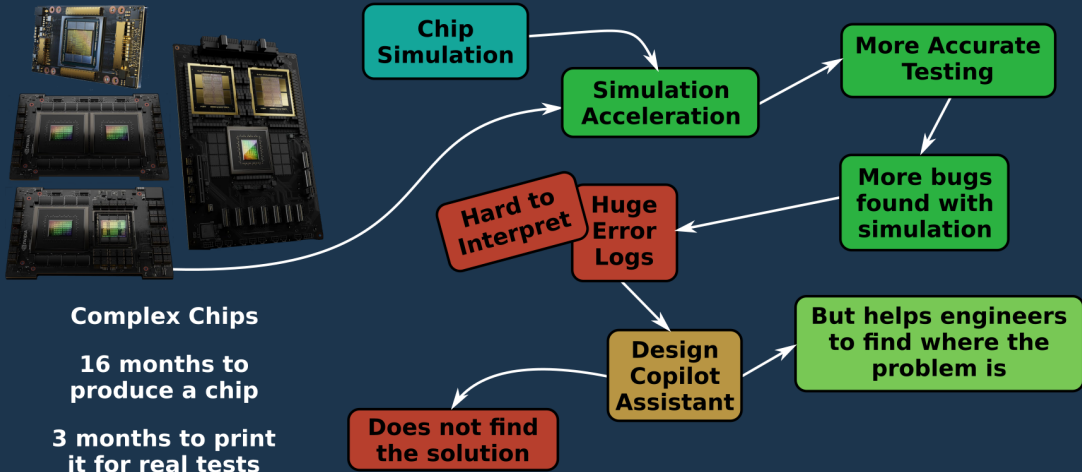 Chip
Simulation
Simulation
Acceleration
More Accurate
Testing
More bugs
found with
simulation
Hard to
Interpret
Huge
Error
Logs
Design
Copilot
Assistant
But helps engineers
to find where the
problem is
Does not find
the solution
Complex Chips
16 months to
produce a chip
3 months to print
it for real tests